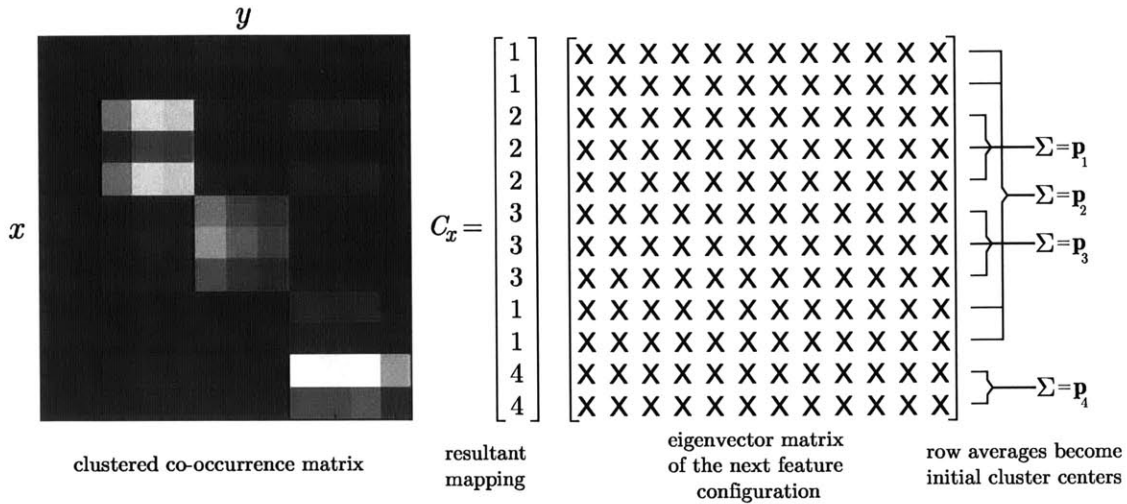 y
x
C_x =
1
1
2
2
2
3
3
3
1
1
4
4
X X X X X X X X X X X X
X X X X X X X X X X X X
X X X X X X X X X X X X
X X X X X X X X X X X X
X X X X X X X X X X X X
X X X X X X X X X X X X
X X X X X X X X X X X X
X X X X X X X X X X X X
X X X X X X X X X X X X
X X X X X X X X X X X X
X X X X X X X X X X X X
X X X X X X X X X X X X
Σ=p_1
Σ=p_2
Σ=p_3
Σ=p_4
clustered co-occurrence matrix
resultant
mapping
eigenvector matrix
of the next feature
configuration
row averages become
initial cluster centers